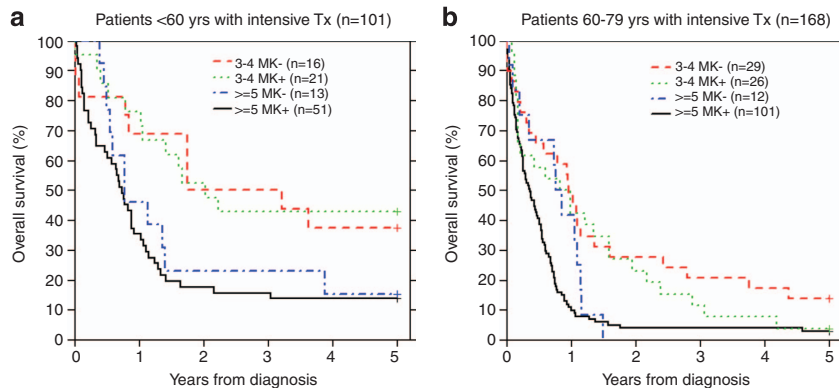 a
Patients <60 yrs with intensive Tx (n=101)
100
90
80
70
60
50
40
30
20
10
0
Overall survival (%)
3-4 MK- (n=16)
3-4 MK+ (n=21)
>=5 MK- (n=13)
>=5 MK+ (n=51)
0 1 2 3 4 5
Years from diagnosis
b
Patients 60-79 yrs with intensive Tx (n=168)
100
90
80
70
60
50
40
30
20
10
0
Overall survival (%)
3-4 MK- (n=29)
3-4 MK+ (n=26)
>=5 MK- (n=12)
>=5 MK+ (n=101)
0 1 2 3 4 5
Years from diagnosis